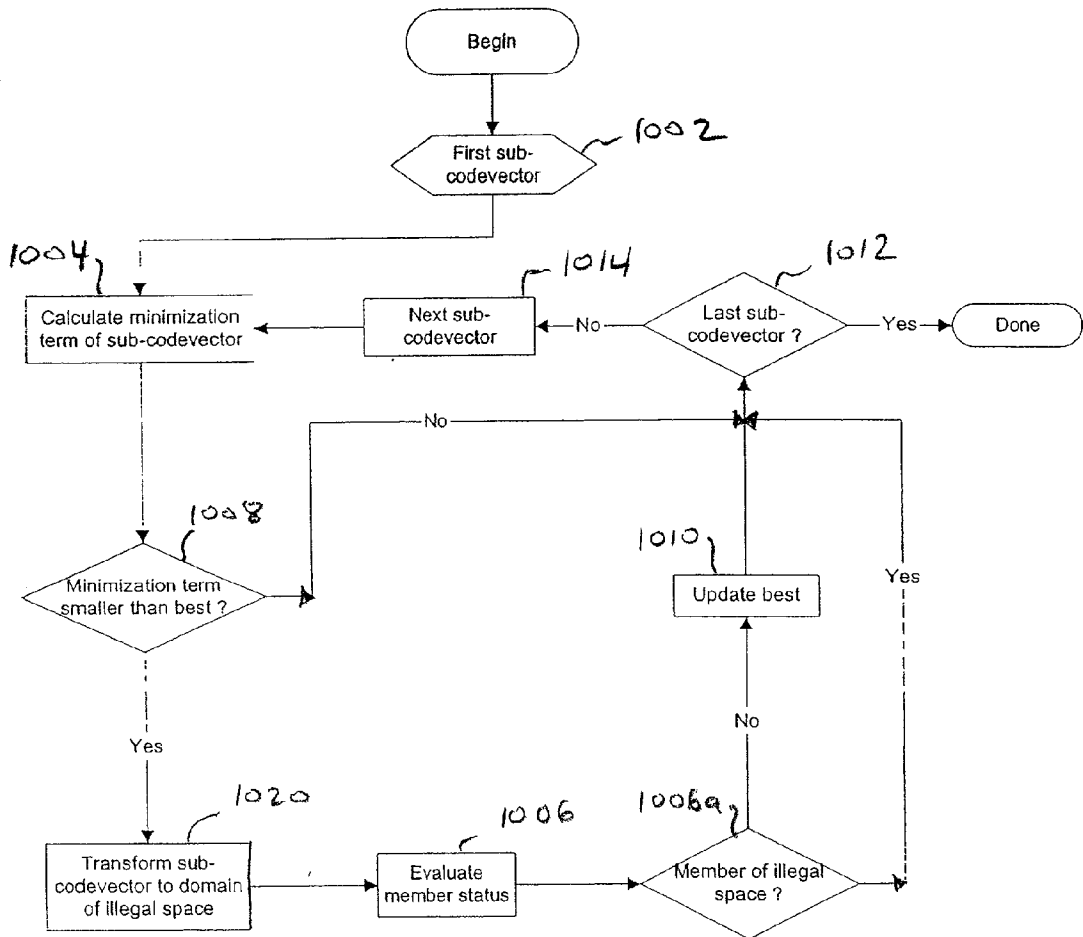 Begin
1002
First sub-
codevector
1004
Calculate minimization
term of sub-codevector
1014
Next sub-
codevector
No
1012
Last sub-
codevector ?
Yes
Done
No
1008
Minimization term
smaller than best ?
1010
Update best
Yes
No
Yes
1020
Transform sub-
codevector to domain
of illegal space
1006
Evaluate
member status
1006a
Member of illegal
space ?